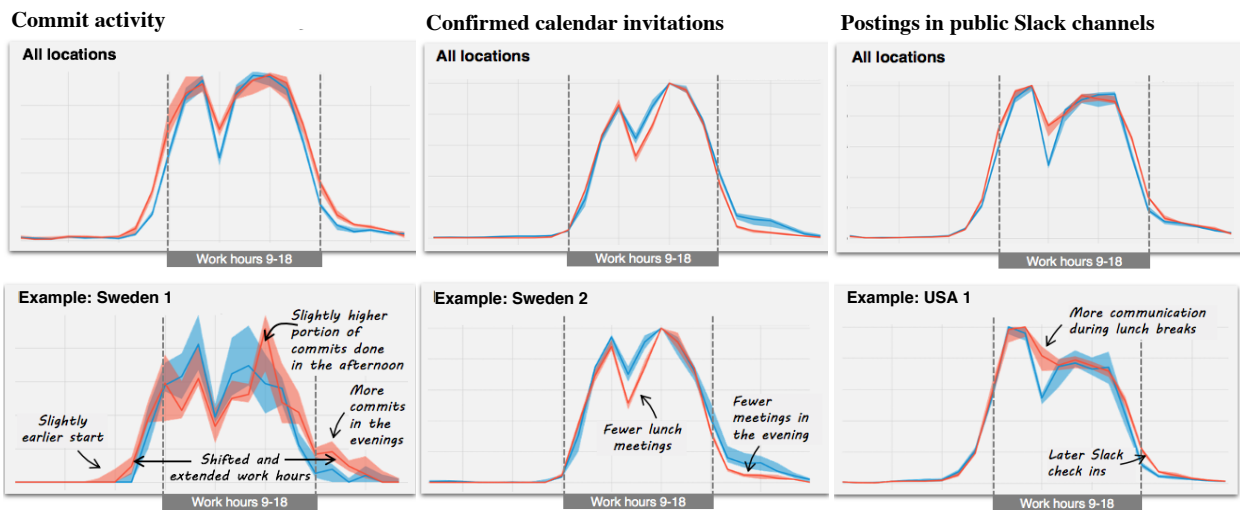 Commit activity
Confirmed calendar invitations
Postings in public Slack channels
All locations
All locations
All locations
Work hours 9-18
Work hours 9-18
Work hours 9-18
Example: Sweden 1
Slightly higher
portion of
commits done
in the afternoon
More
commits
in the
evenings
Slightly
earlier start
Shifted and
extended work hours
Work hours 9-18
Example: Sweden 2
Fewer lunch
meetings
Fewer
meetings in
the evening
Work hours 9-18
Example: USA 1
More communication
during lunch breaks
Later Slack
check ins
Work hours 9-18